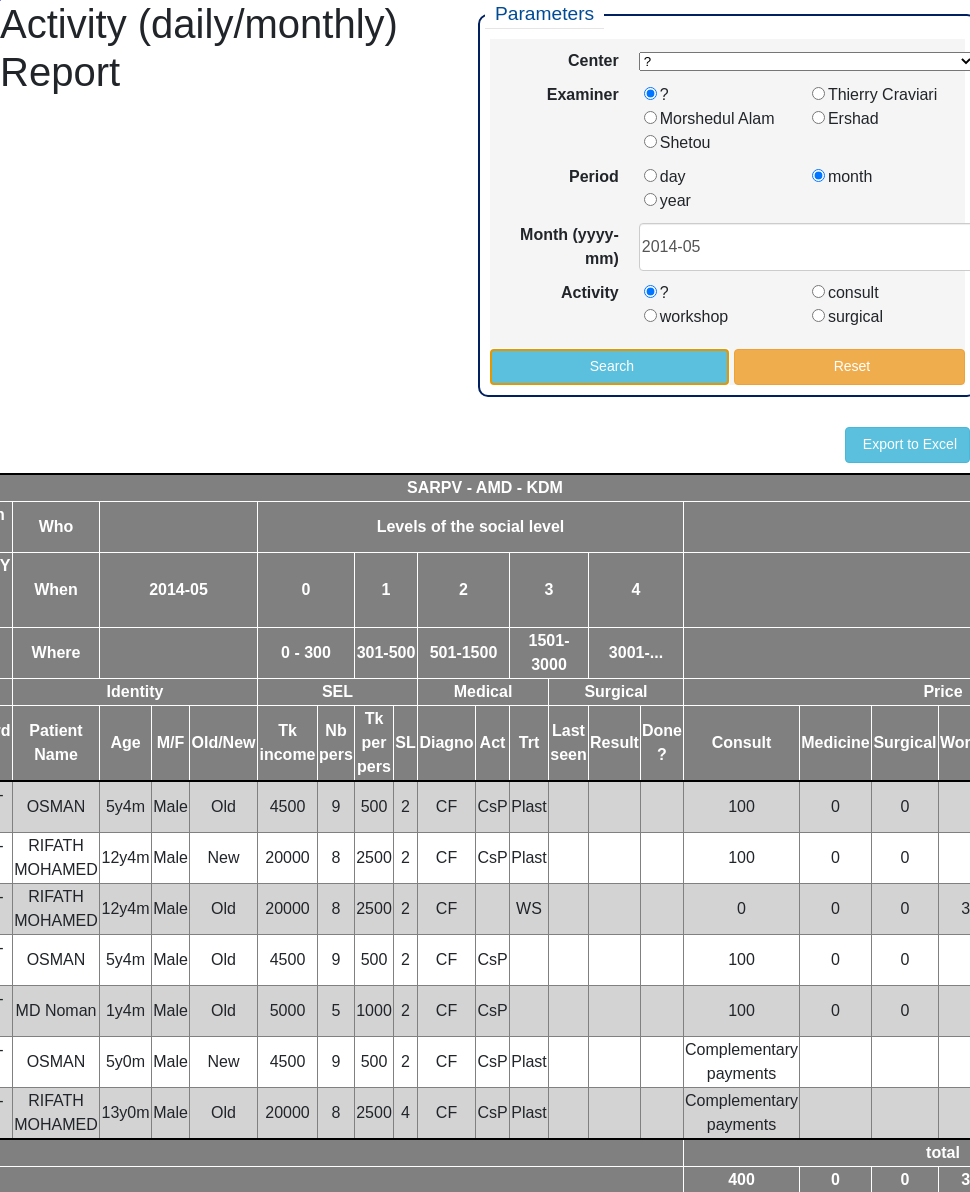 Activity (daily/monthly)
Report
Parameters
Center ?
Examiner ? Thierry Craviari
Morshedul Alam Ershad
Shetou
Period day month
year
Month (yyyy-
mm)
2014-05
Activity ? consult
workshop surgical
Search Reset
Export to Excel
SARPV - AMD - KDM
Who Levels of the social level
When 2014-05 0 1 2 3 4
Where 0 - 300 301-500 501-1500 1501-
3000 3001-...
Identity SEL Medical Surgical Price
Patient
Name Age M/F Old/New Tk
income Nb
pers Tk
per
pers SL Diagno Act Trt Last
seen Result Done
? Consult Medicine Surgical
OSMAN 5y4m Male Old 4500 9 500 2 CF CsP Plast 100 0 0
RIFATH
MOHAMED 12y4m Male New 20000 8 2500 2 CF CsP Plast 100 0 0
RIFATH
MOHAMED 12y4m Male Old 20000 8 2500 2 CF WS 0 0 0 3
OSMAN 5y4m Male Old 4500 9 500 2 CF CsP 100 0 0
MD Noman 1y4m Male Old 5000 5 1000 2 CF CsP 100 0 0
OSMAN 5y0m Male New 4500 9 500 2 CF CsP Plast Complementary
payments
RIFATH
MOHAMED 13y0m Male Old 20000 8 2500 4 CF CsP Plast Complementary
payments
total
400 0 0 3